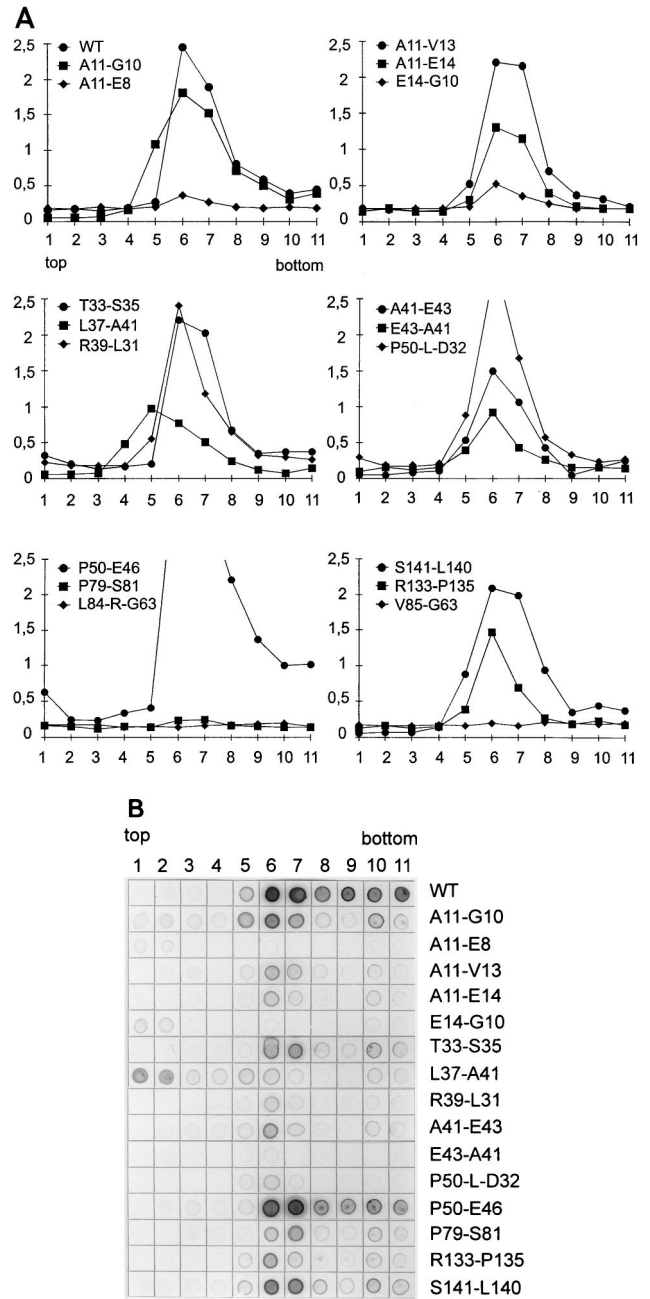 A
2,5 2 1,5 1 0,5 0
WT
A11-G10
A11-E8
1 2 3 4 5 6 7 8 9 10 11
top bottom
2,5 2 1,5 1 0,5 0
A11-V13
A11-E14
E14-G10
1 2 3 4 5 6 7 8 9 10 11
2,5 2 1,5 1 0,5 0
T33-S35
L37-A41
R39-L31
1 2 3 4 5 6 7 8 9 10 11
2,5 2 1,5 1 0,5 0
A41-E43
E43-A41
P50-L-D32
1 2 3 4 5 6 7 8 9 10 11
2,5 2 1,5 1 0,5 0
P50-E46
P79-S81
L84-R-G63
1 2 3 4 5 6 7 8 9 10 11
2,5 2 1,5 1 0,5 0
S141-L140
R133-P135
V85-G63
1 2 3 4 5 6 7 8 9 10 11
B
top bottom
1 2 3 4 5 6 7 8 9 10 11
WT
A11-G10
A11-E8
A11-V13
A11-E14
E14-G10
T33-S35
L37-A41
R39-L31
A41-E43
E43-A41
P50-L-D32
P50-E46
P79-S81
R133-P135
S141-L140